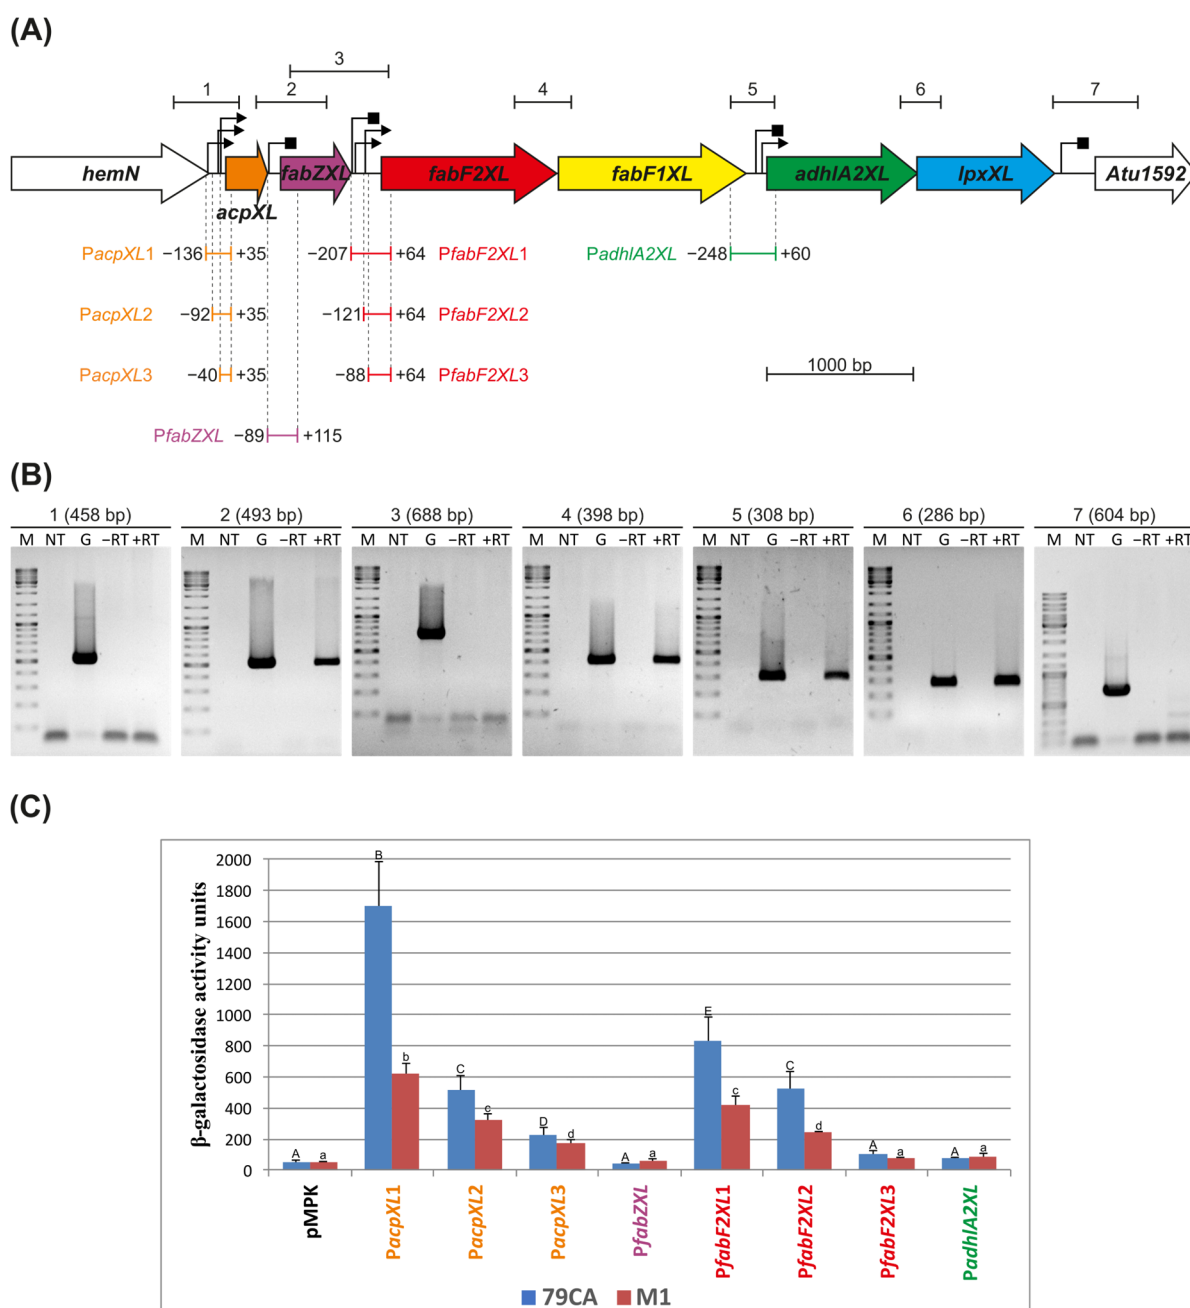 (A)
1 2 3 4 5 6 7
hemN acpXL fabZXL fabF2XL fabF1XL adhIA2XL lpxXL Atu1592
PacpXL1 −136 +35 −207 +64 PfabF2XL1 PadhIA2XL −248 +60
PacpXL2 −92 +35 −121 +64 PfabF2XL2
PacpXL3 −40 +35 −88 +64 PfabF2XL3
1000 bp
PfabZXL −89 +115
(B)
1 (458 bp) 2 (493 bp) 3 (688 bp) 4 (398 bp) 5 (308 bp) 6 (286 bp) 7 (604 bp)
M NT G −RT +RT M NT G −RT +RT M NT G −RT +RT M NT G −RT +RT M NT G −RT +RT M NT G −RT +RT M NT G −RT +RT
(C)
β-galactosidase activity units
2000
1800
1600
1400
1200
1000
800
600
400
200
0
A a B b C c D d A a E c C d A a A a
pMPK PacpXL1 PacpXL2 PacpXL3 PfabZXL PfabF2XL1 PfabF2XL2 PfabF2XL3 PadhIA2XL
79CA M1